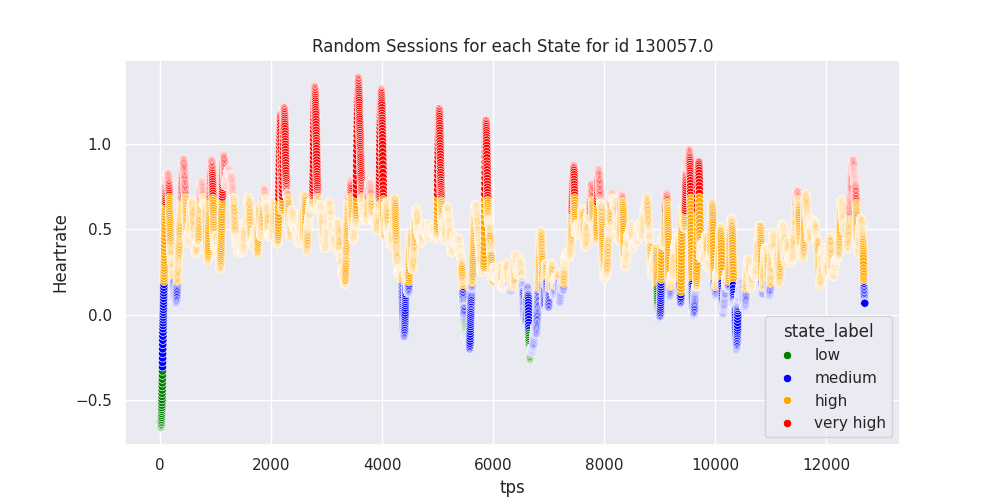 Random Sessions for each State for id 130057.0
Heartrate
1.0
0.5
0.0
−0.5
0
2000
4000
6000
8000
10000
12000
tps
state_label
low
medium
high
very high